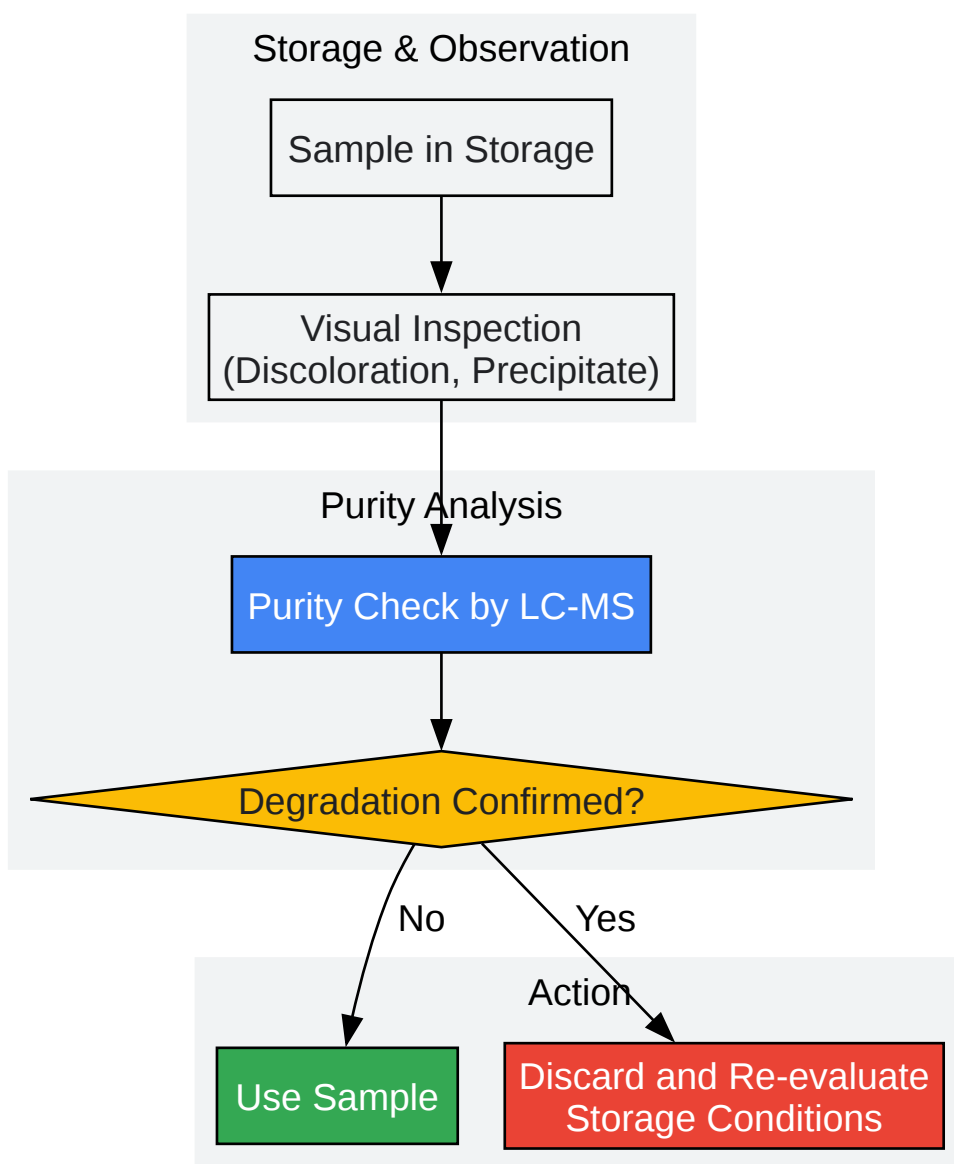 Storage & Observation
Sample in Storage
Visual Inspection
(Discoloration, Precipitate)
Purity Analysis
Purity Check by LC-MS
Degradation Confirmed?
No
Yes
Action
Use Sample
Discard and Re-evaluate
Storage Conditions